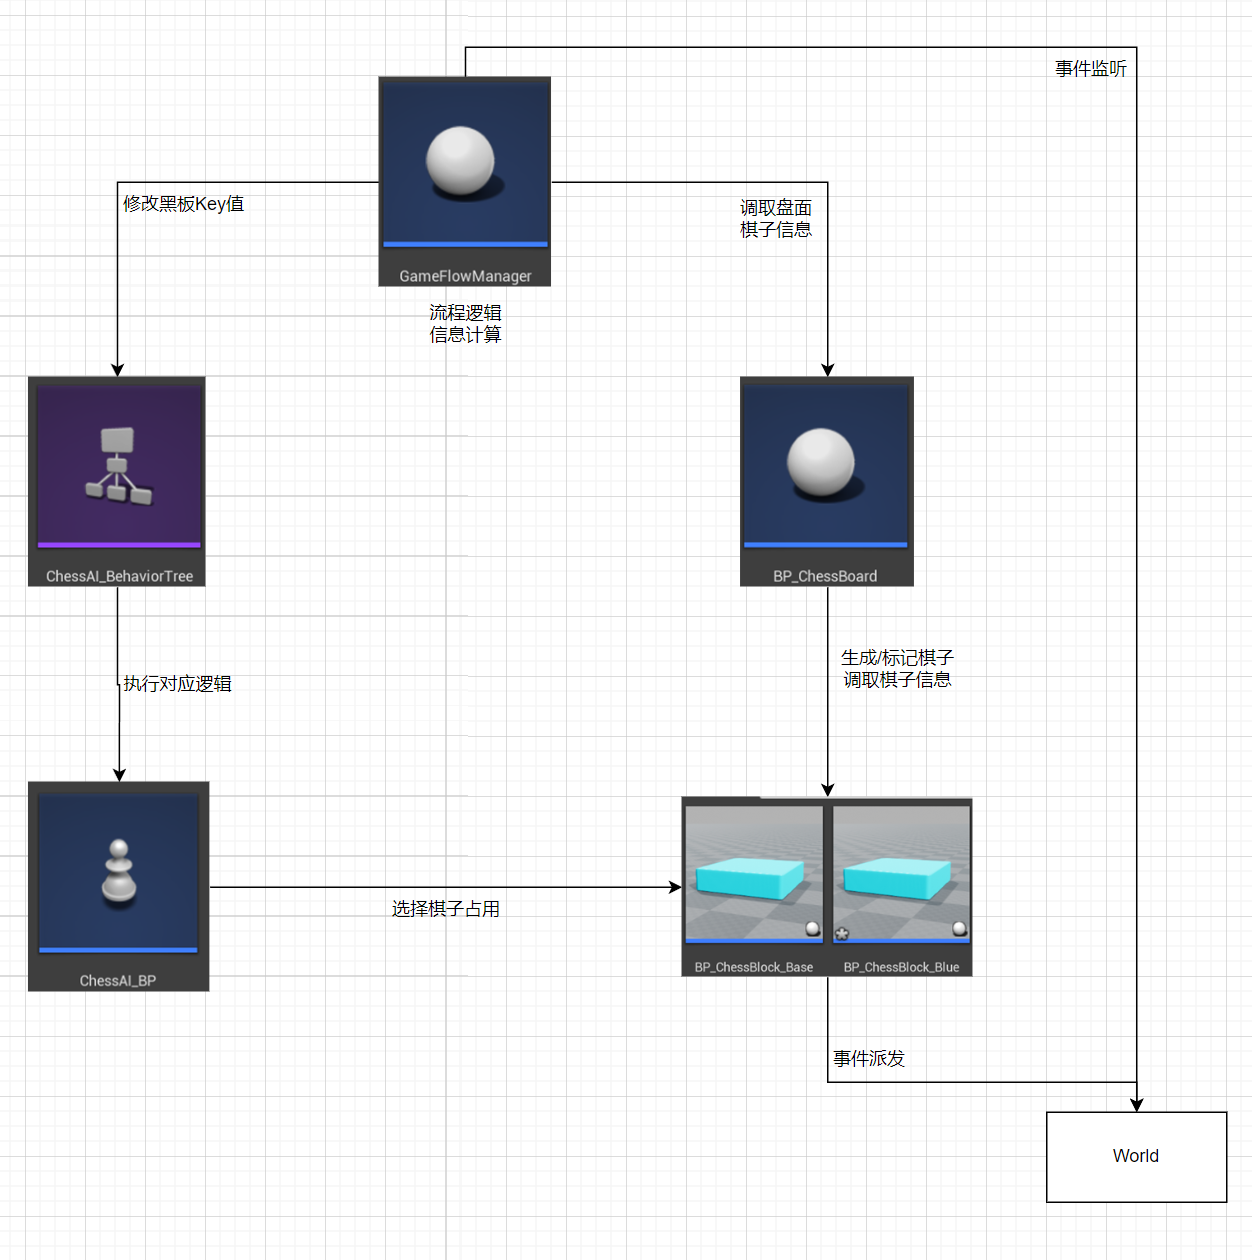 事件监听
修改黑板Key值
调取盘面
棋子信息
GameFlowManager
流程逻辑
信息计算
ChessAI_BehaviorTree
BP_ChessBoard
生成/标记棋子
调取棋子信息
执行对应逻辑
选择棋子占用
BP_ChessBlock_Base
BP_ChessBlock_Blue
ChessAI_BP
事件派发
World